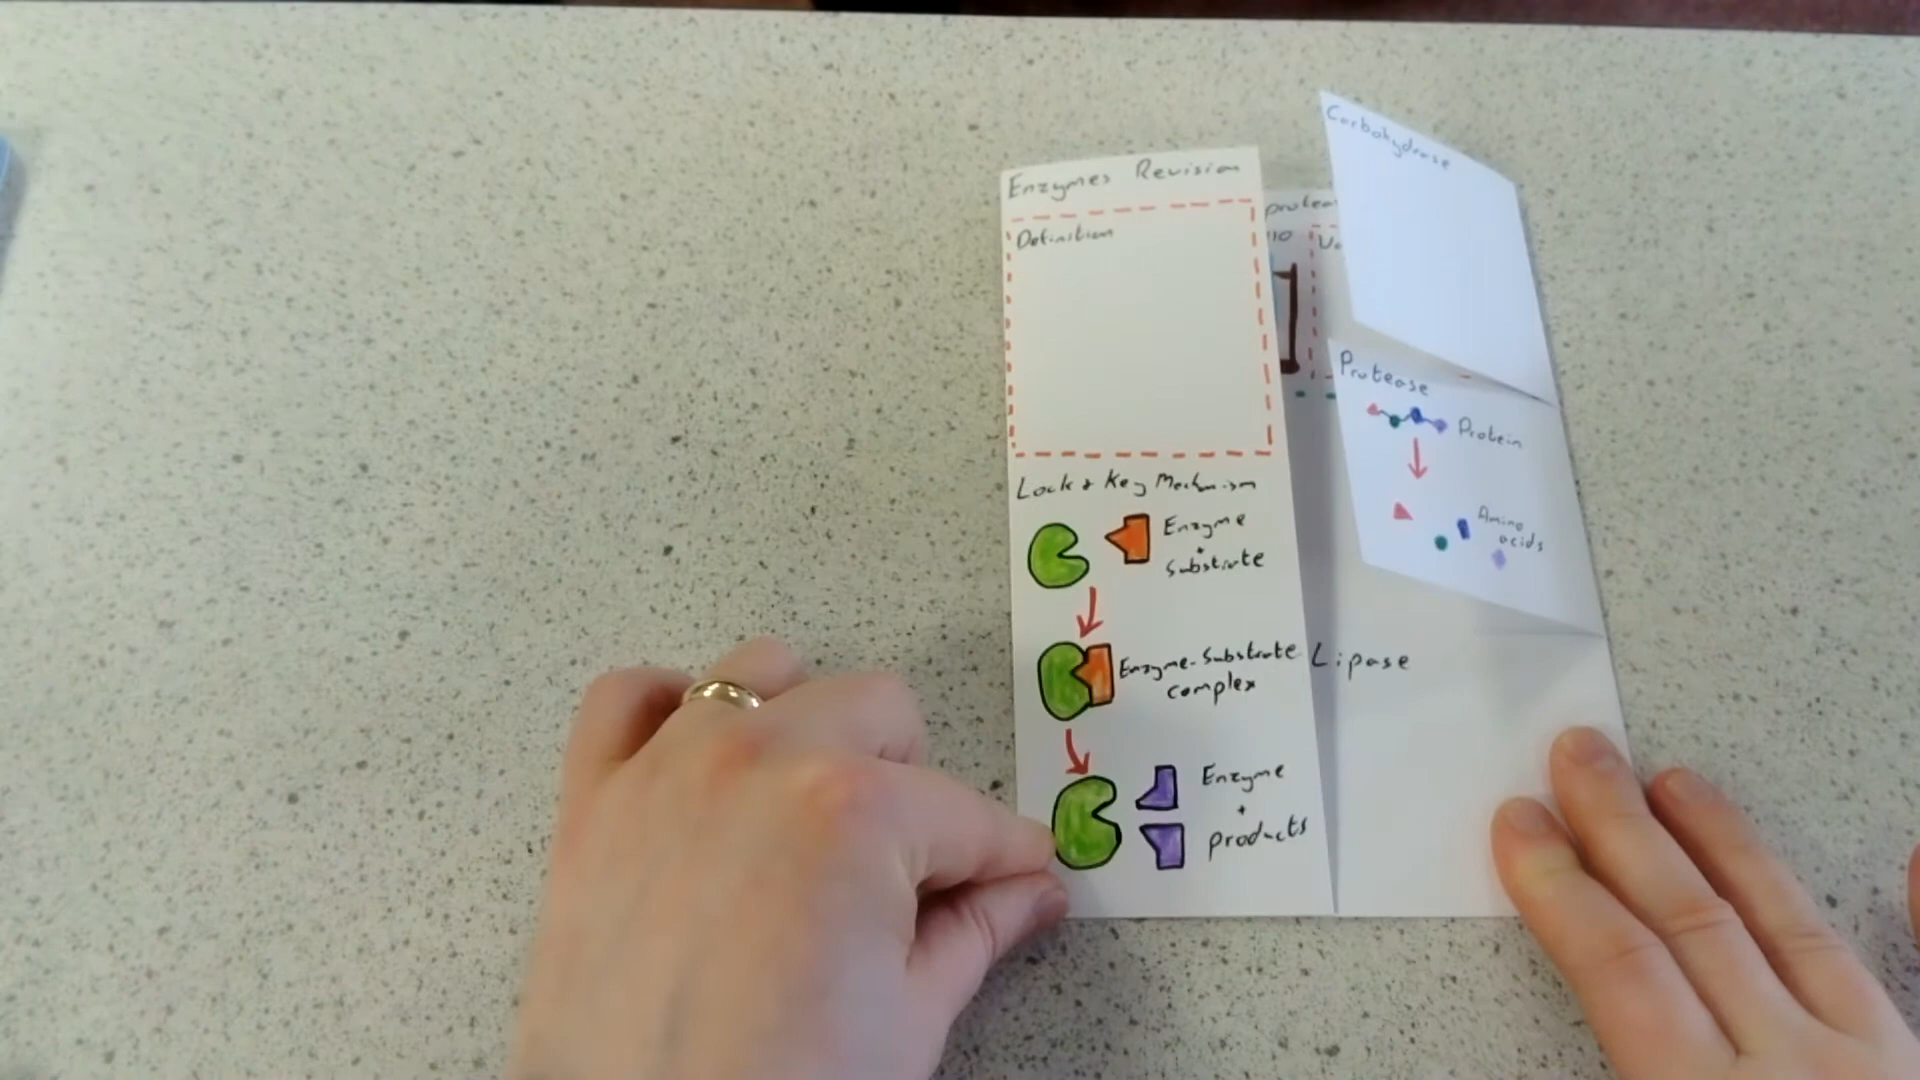 Enzymes Revision
Definition
Lock & Key Mechanism
Enzyme
+
Substrate
Enzyme-Substrate
complex
Enzyme
+
products
Carbohydrase
Protease
Protein
Amino
acids
Lipase